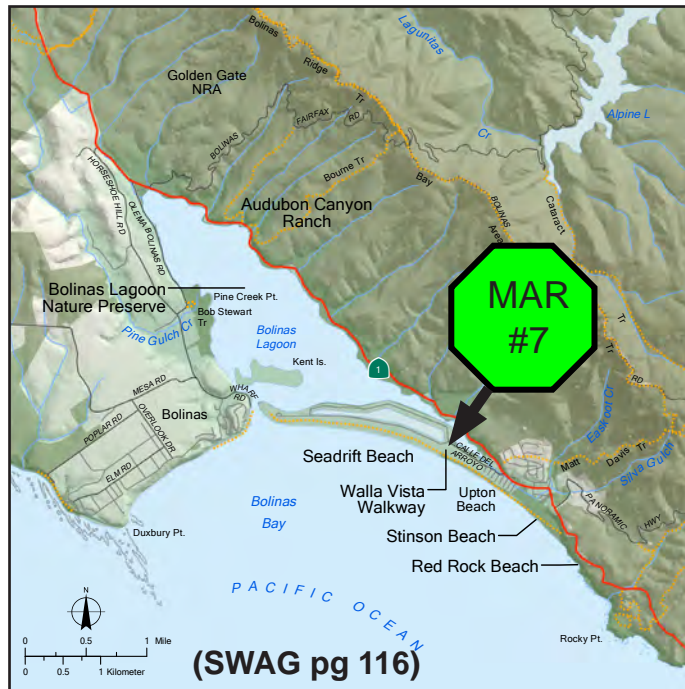 Bolinas
Ridge
Tr
Lagunitas
Cr
Golden Gate
NRA
BOLINAS
FAIRFAX
RD
Alpine L
Bourne Tr
Bay
Area
BOLINAS
Cataract
Tr
HORSESHOE HILL RD
OLEMA BOLINAS RD
Audubon Canyon
Ranch
MAR
#7
Bolinas Lagoon
Nature Preserve
Pine Creek Pt.
Bob Stewart
Tr
Pine Gulch Cr
Bolinas
Lagoon
Kent Is.
1
Tr
RD
Easkoot Cr
MESA RD
WHARF
RD
Bolinas
POPLAR RD
OVERLOOK DR
ELM RD
Seadrift Beach
CALLE DEL
ARROYO
Matt
Davis
Tr
Silva Gulch
Walla Vista
Walkway
Upton
Beach
PANORAMIC
HWY
Bolinas
Bay
Duxbury Pt.
Stinson Beach
Red Rock Beach
PACIFIC OCEAN
N
0 0.5 1 Mile
0 0.5 1 Kilometer
(SWAG pg 116)
Rocky Pt.